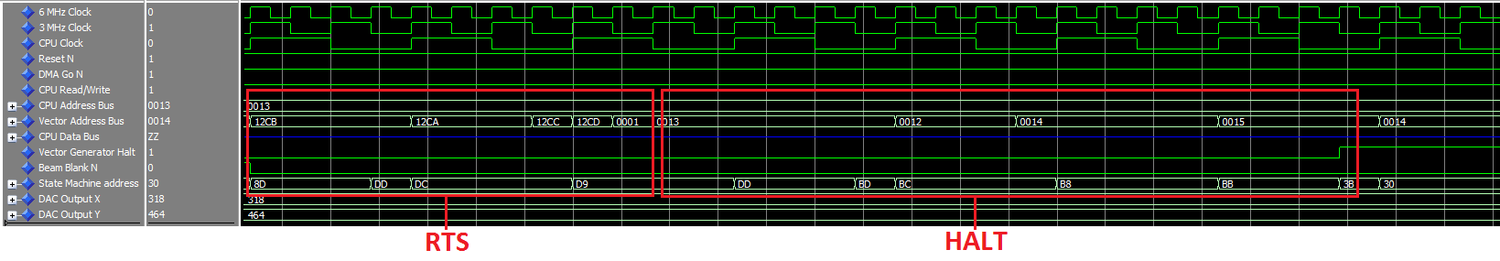 6 MHz Clock 0
3 MHz Clock 1
CPU Clock 0
Reset N 1
DMA Go N 1
CPU Read/Write 1
CPU Address Bus 0013 0013
Vector Address Bus 0014 12CB 12CA 12CC 12CD 0001 0013 0012 0014 0015 0014
CPU Data Bus ZZ
Vector Generator Halt 1
Beam Blank N 0
State Machine address 30 8D DD DC D9 DD BD BC B8 BB 3B 30
DAC Output X 318 318
DAC Output Y 464 464
RTS HALT